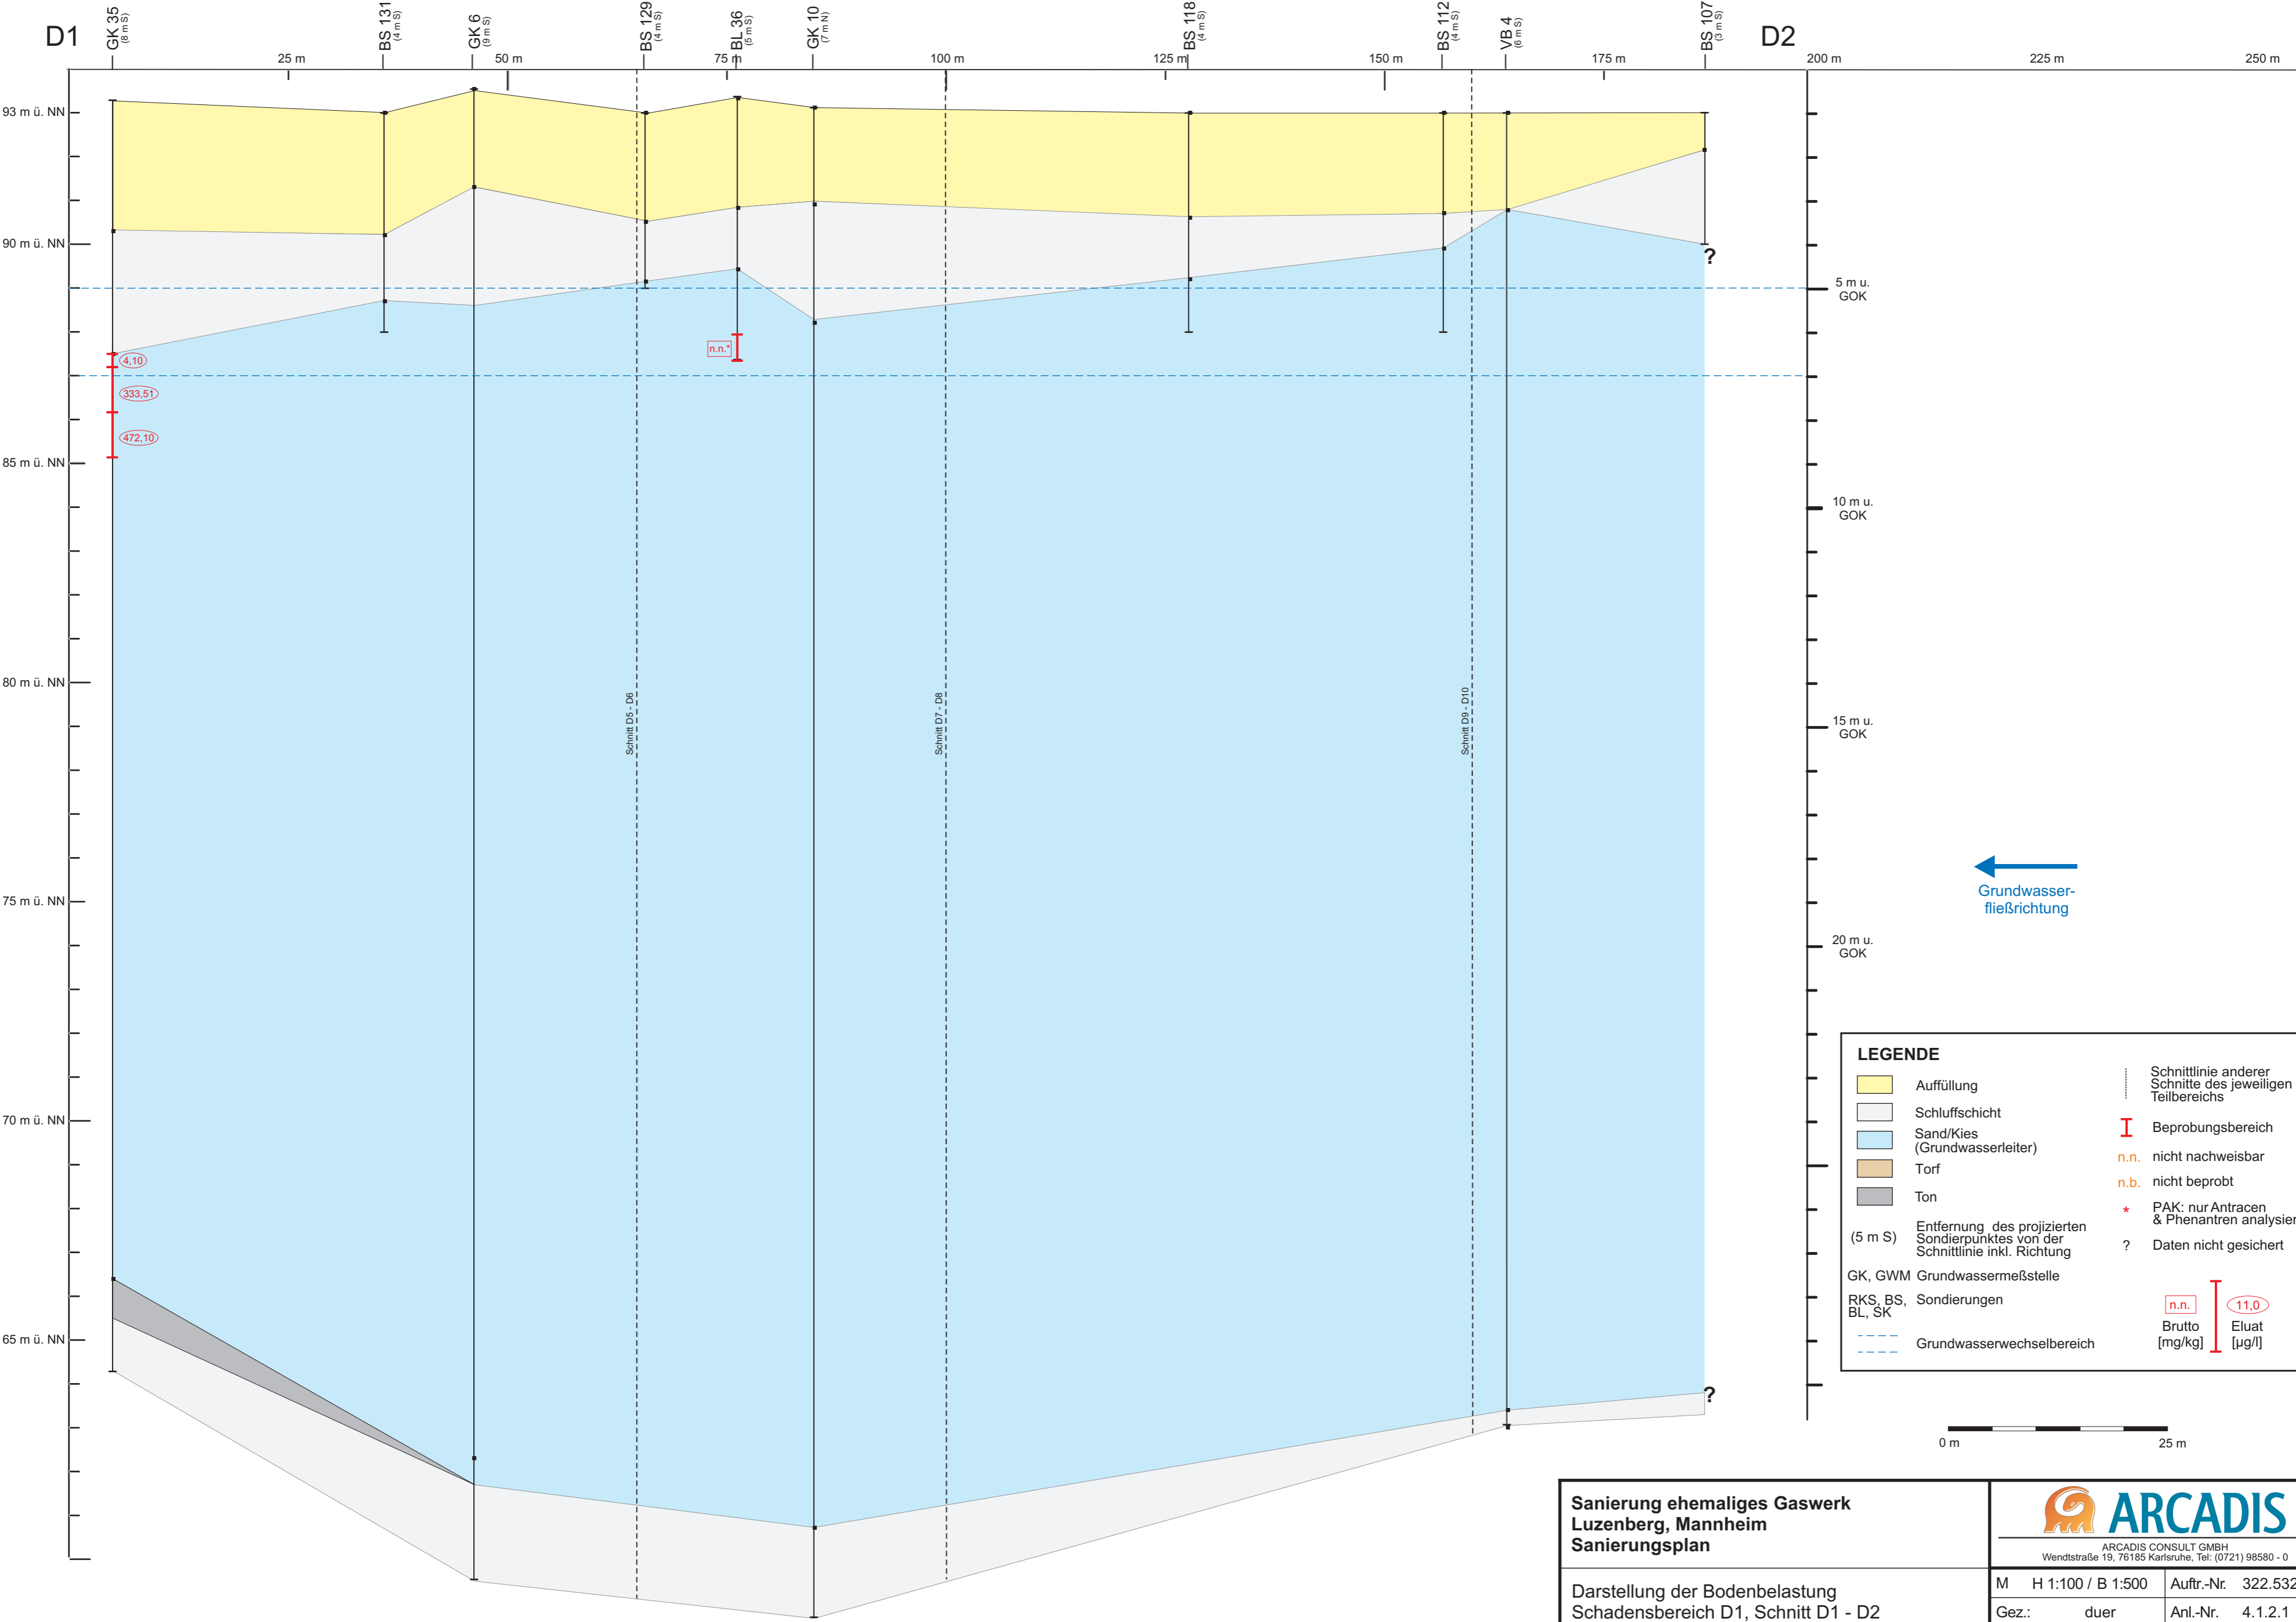 D1
GK 35
(8 m S)
BS 131
(4 m S)
GK 6
(9 m S)
BS 129
(4 m S)
BL 36
(5 m S)
GK 10
(7 m N)
BS 118
(4 m S)
BS 112
(4 m S)
VB 4
(6 m S)
BS 107
(3 m S)
D2
25 m
50 m
75 m
100 m
125 m
150 m
175 m
200 m
225 m
250 m
93 m ü. NN
90 m ü. NN
85 m ü. NN
80 m ü. NN
75 m ü. NN
70 m ü. NN
65 m ü. NN
4,10
333,51
472,10
n.n.*
?
?
Schnitt D5 - D6
Schnitt D7 - D8
Schnitt D9 - D10
5 m u.
GOK
10 m u.
GOK
15 m u.
GOK
20 m u.
GOK
Grundwasser-
fließrichtung
LEGENDE
Auffüllung
Schluffschicht
Sand/Kies
(Grundwasserleiter)
Torf
Ton
(5 m S)
Entfernung des projizierten
Sondierpunktes von der
Schnittlinie inkl. Richtung
GK, GWM Grundwassermeßstelle
RKS, BS,
BL, SK
Sondierungen
Grundwasserwechselbereich
Schnittlinie anderer
Schnitte des jeweiligen
Teilbereichs
Beprobungsbereich
n.n. nicht nachweisbar
n.b. nicht beprobt
* PAK: nur Antracen
& Phenantren analysier
? Daten nicht gesichert
n.n.
Brutto
[mg/kg]
11,0
Eluat
[µg/l]
0 m
25 m
Sanierung ehemaliges Gaswerk
Luzenberg, Mannheim
Sanierungsplan
Darstellung der Bodenbelastung
Schadensbereich D1, Schnitt D1 - D2
ARCADIS
ARCADIS CONSULT GMBH
Wendtstraße 19, 76185 Karlsruhe, Tel: (0721) 98580 - 0
M H 1:100 / B 1:500
Auftr.-Nr. 322.532
Gez.: duer
Anl.-Nr. 4.1.2.1